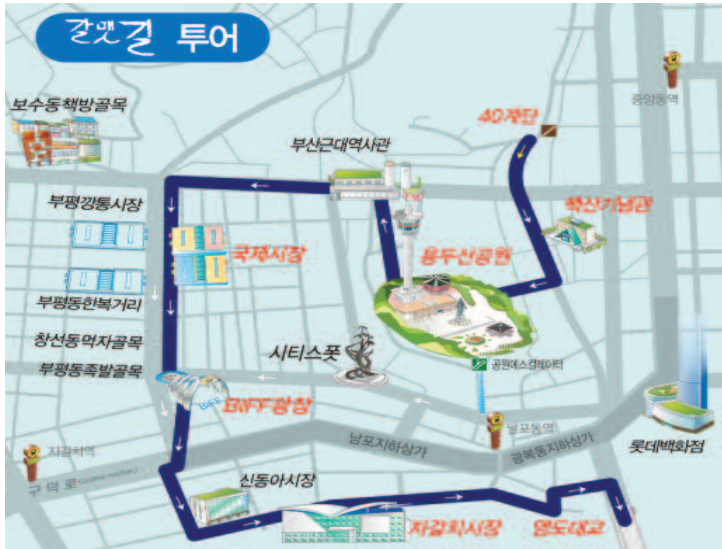 갈맷길 투어
중앙동역
보수동책방골목
40계단
부산근대역사관
백산기념관
부평깡통시장
국제시장
용두산공원
부평동한복거리
창선동먹자골목
시티스폿
공원에스컬레이터
부평동족발골목
BIFF
BIFF광장
남포동역
남포지하상가
광복동지하상가
롯데백화점
자갈치역
구덕로
신동아시장
자갈치시장
영도대교